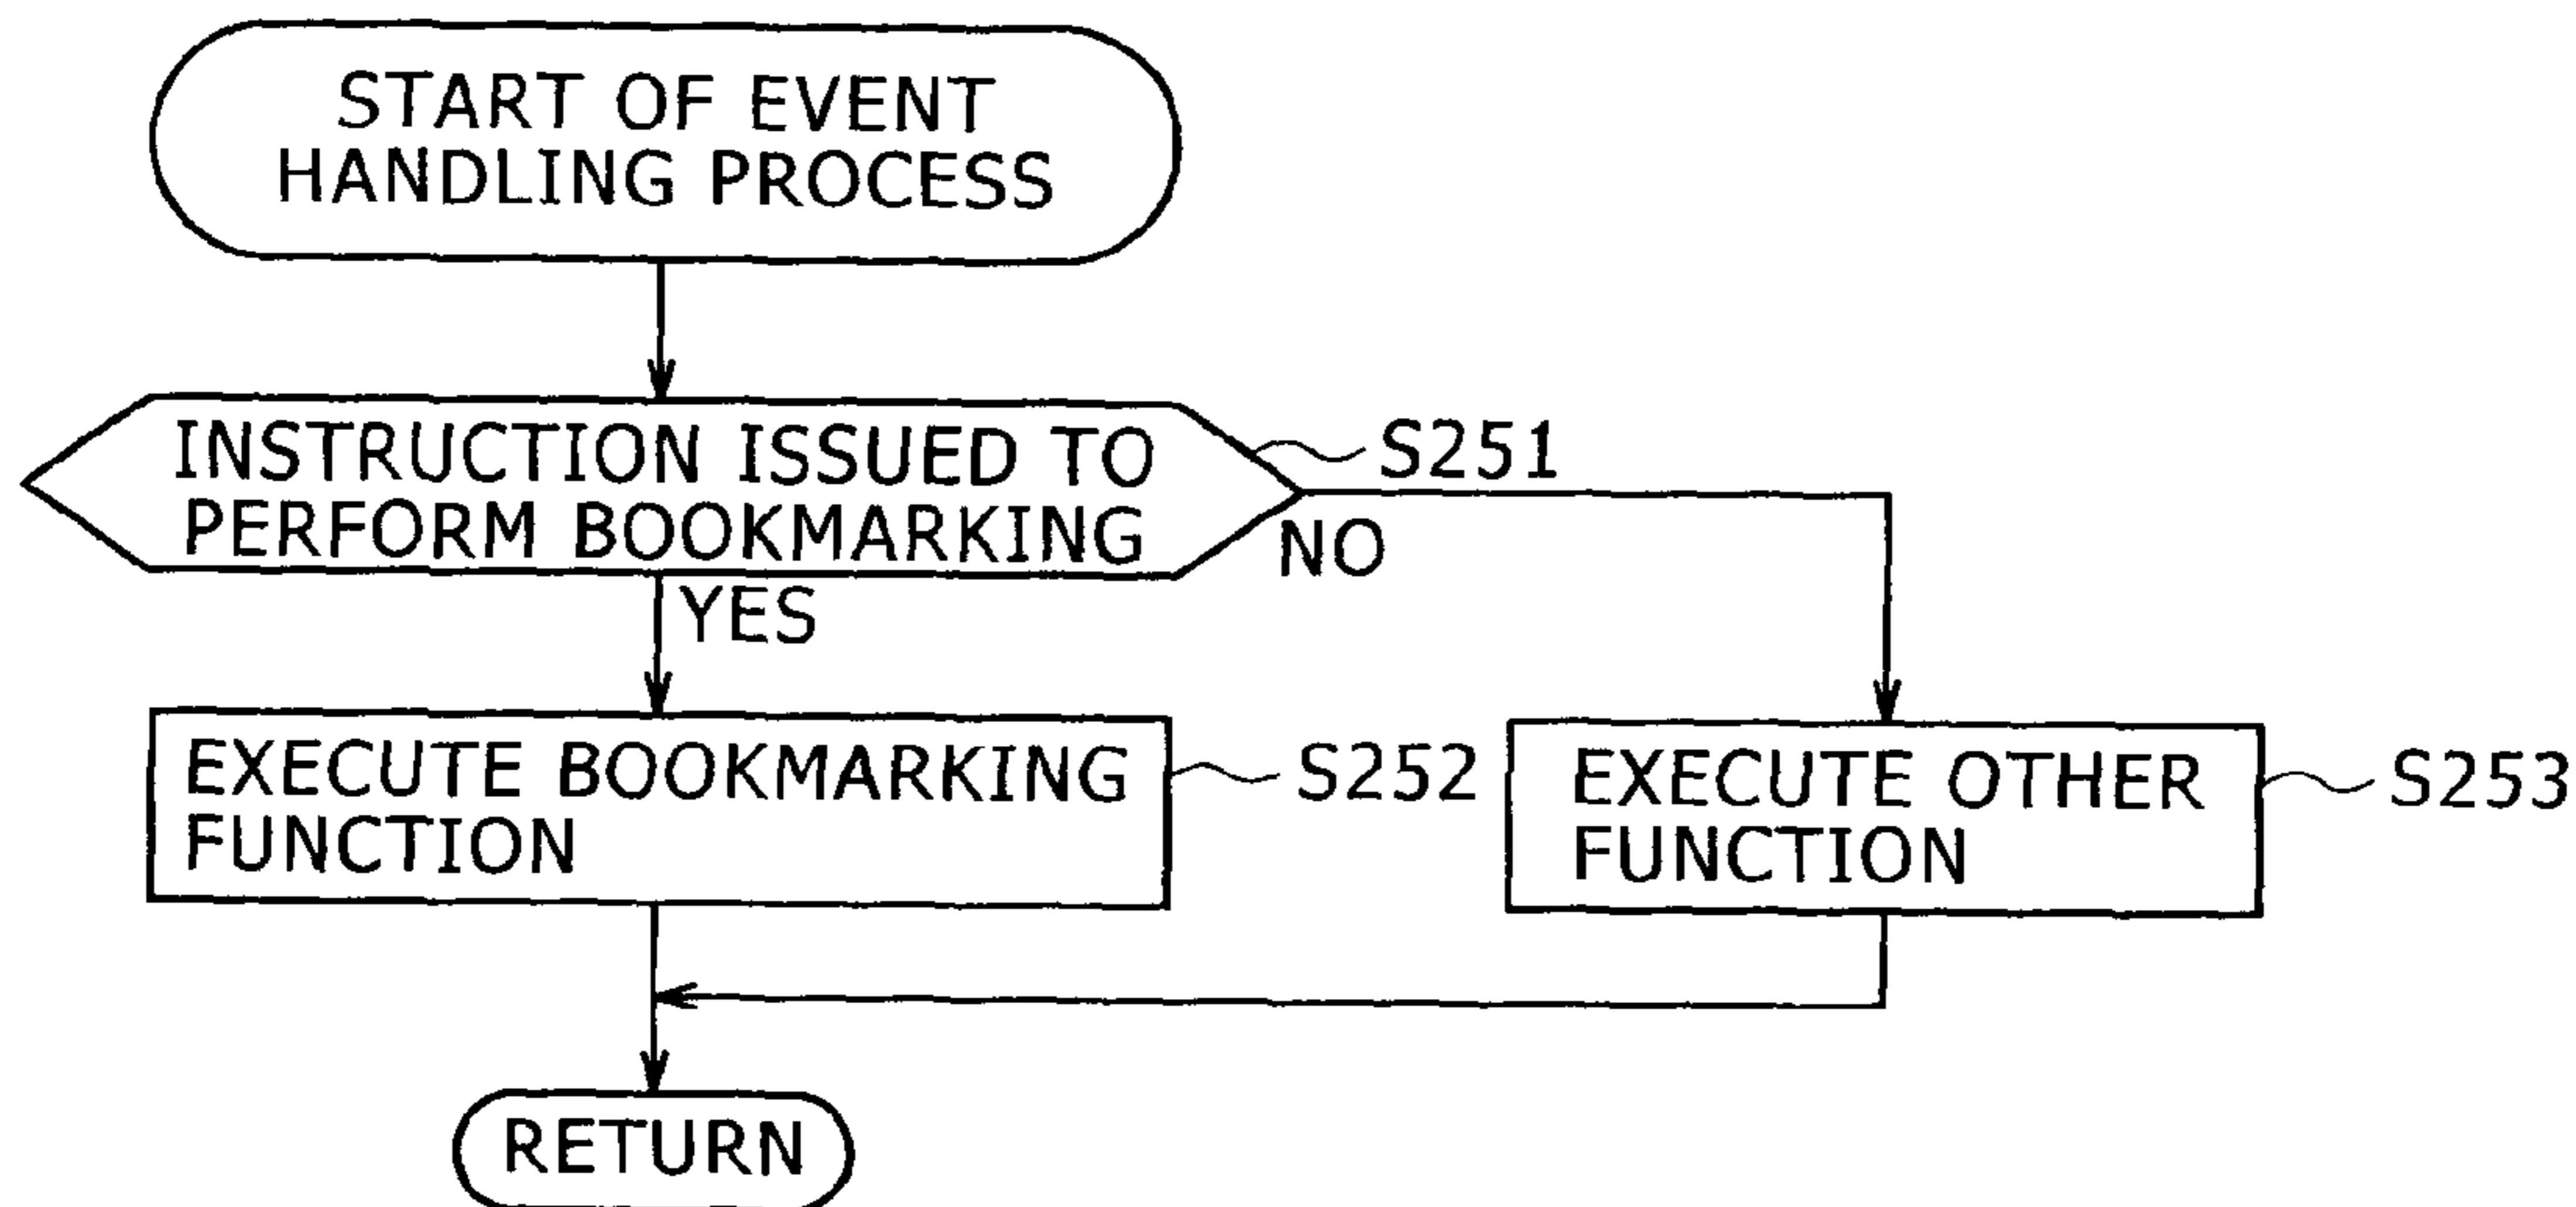 START OF EVENT
HANDLING PROCESS
INSTRUCTION ISSUED TO
PERFORM BOOKMARKING
S251
NO
YES
EXECUTE BOOKMARKING
FUNCTION
S252
EXECUTE OTHER
FUNCTION
S253
RETURN